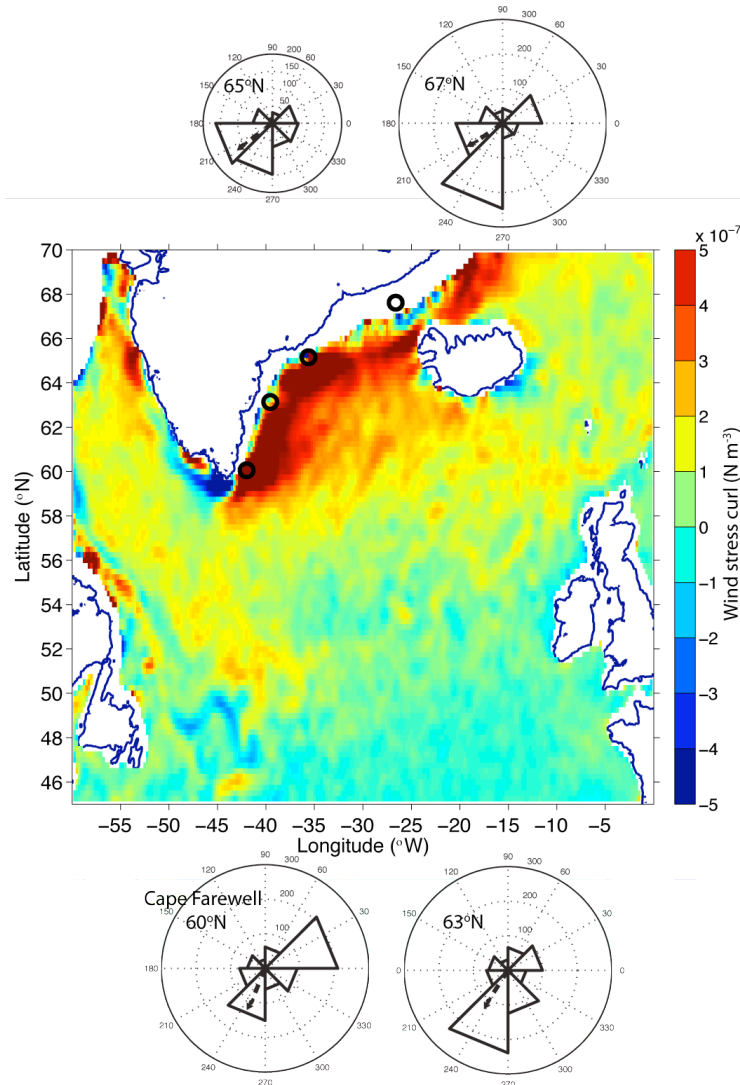 90
120 200 60
150
150 100 30
65°N
50
180 0
210 330
240 300
270
90
120 300 60
200
150 30
67°N
100
180 0
210 330
240 300
270
x 10⁻⁷
70 5
68 4
66 3
64 2
62 1
60 0
58 −1
56 −2
54 −3
52 −4
50 −5
48
46
Latitude (°N)
Wind stress curl (N m⁻³)
−55 −50 −45 −40 −35 −30 −25 −20 −15 −10 −5
Longitude (°W)
90
120 300 60
Cape Farewell
200
150 30
60°N
100
180 0
210 330
240 300
270
90
120 300 60
200
150 30
63°N
100
0 0
210 330
240 300
270